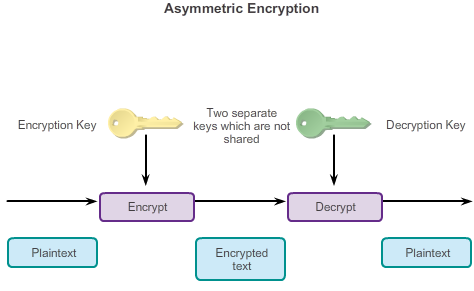 Asymmetric Encryption
Encryption Key
Two separate
keys which are not
shared
Decryption Key
Encrypt
Decrypt
Plaintext
Encrypted
text
Plaintext